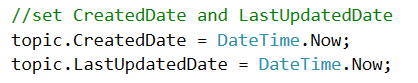 //set CreatedDate and LastUpdatedDate
topic.CreatedDate = DateTime.Now;
topic.LastUpdatedDate = DateTime.Now;